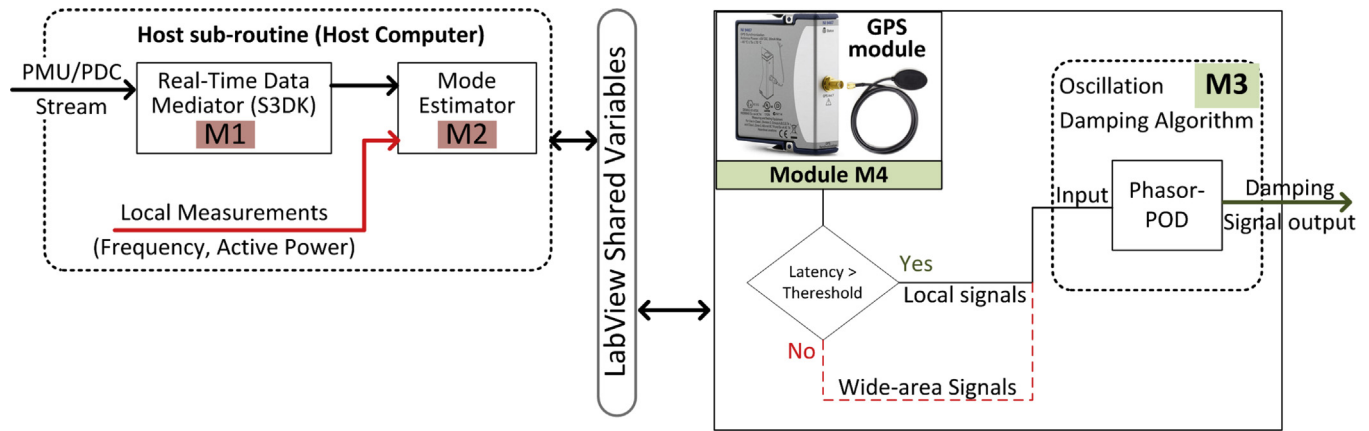 Host sub-routine (Host Computer)
PMU/PDC
Stream
Real-Time Data
Mediator (S3DK)
M1
Mode
Estimator
M2
Local Measurements
(Frequency, Active Power)
LabView Shared Variables
GPS
module
Module M4
Latency >
Thereshold
Yes
Local signals
No
Wide-area Signals
Oscillation
M3
Damping Algorithm
Input
Phasor-
POD
Damping
Signal output